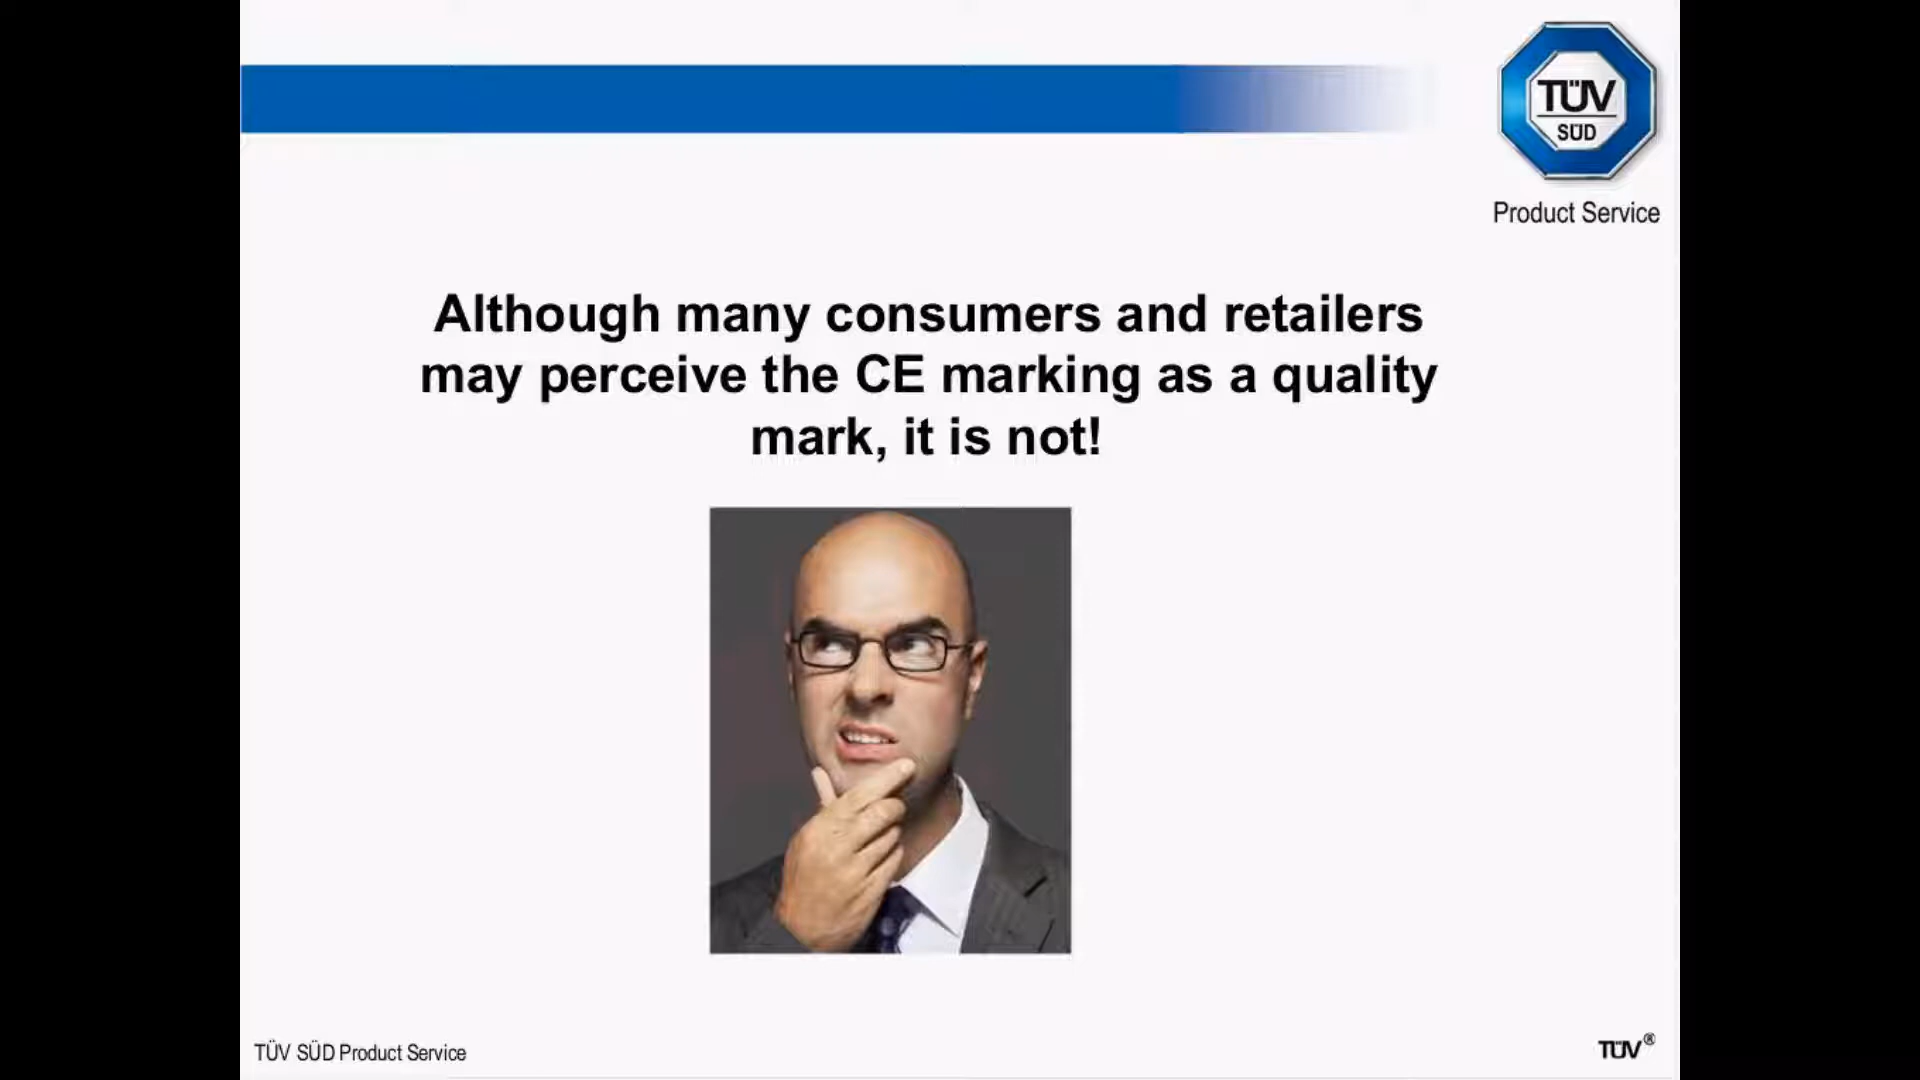 TÜV
SÜD
Product Service
Although many consumers and retailers
may perceive the CE marking as a quality
mark, it is not!
TÜV SÜD Product Service
TÜV®